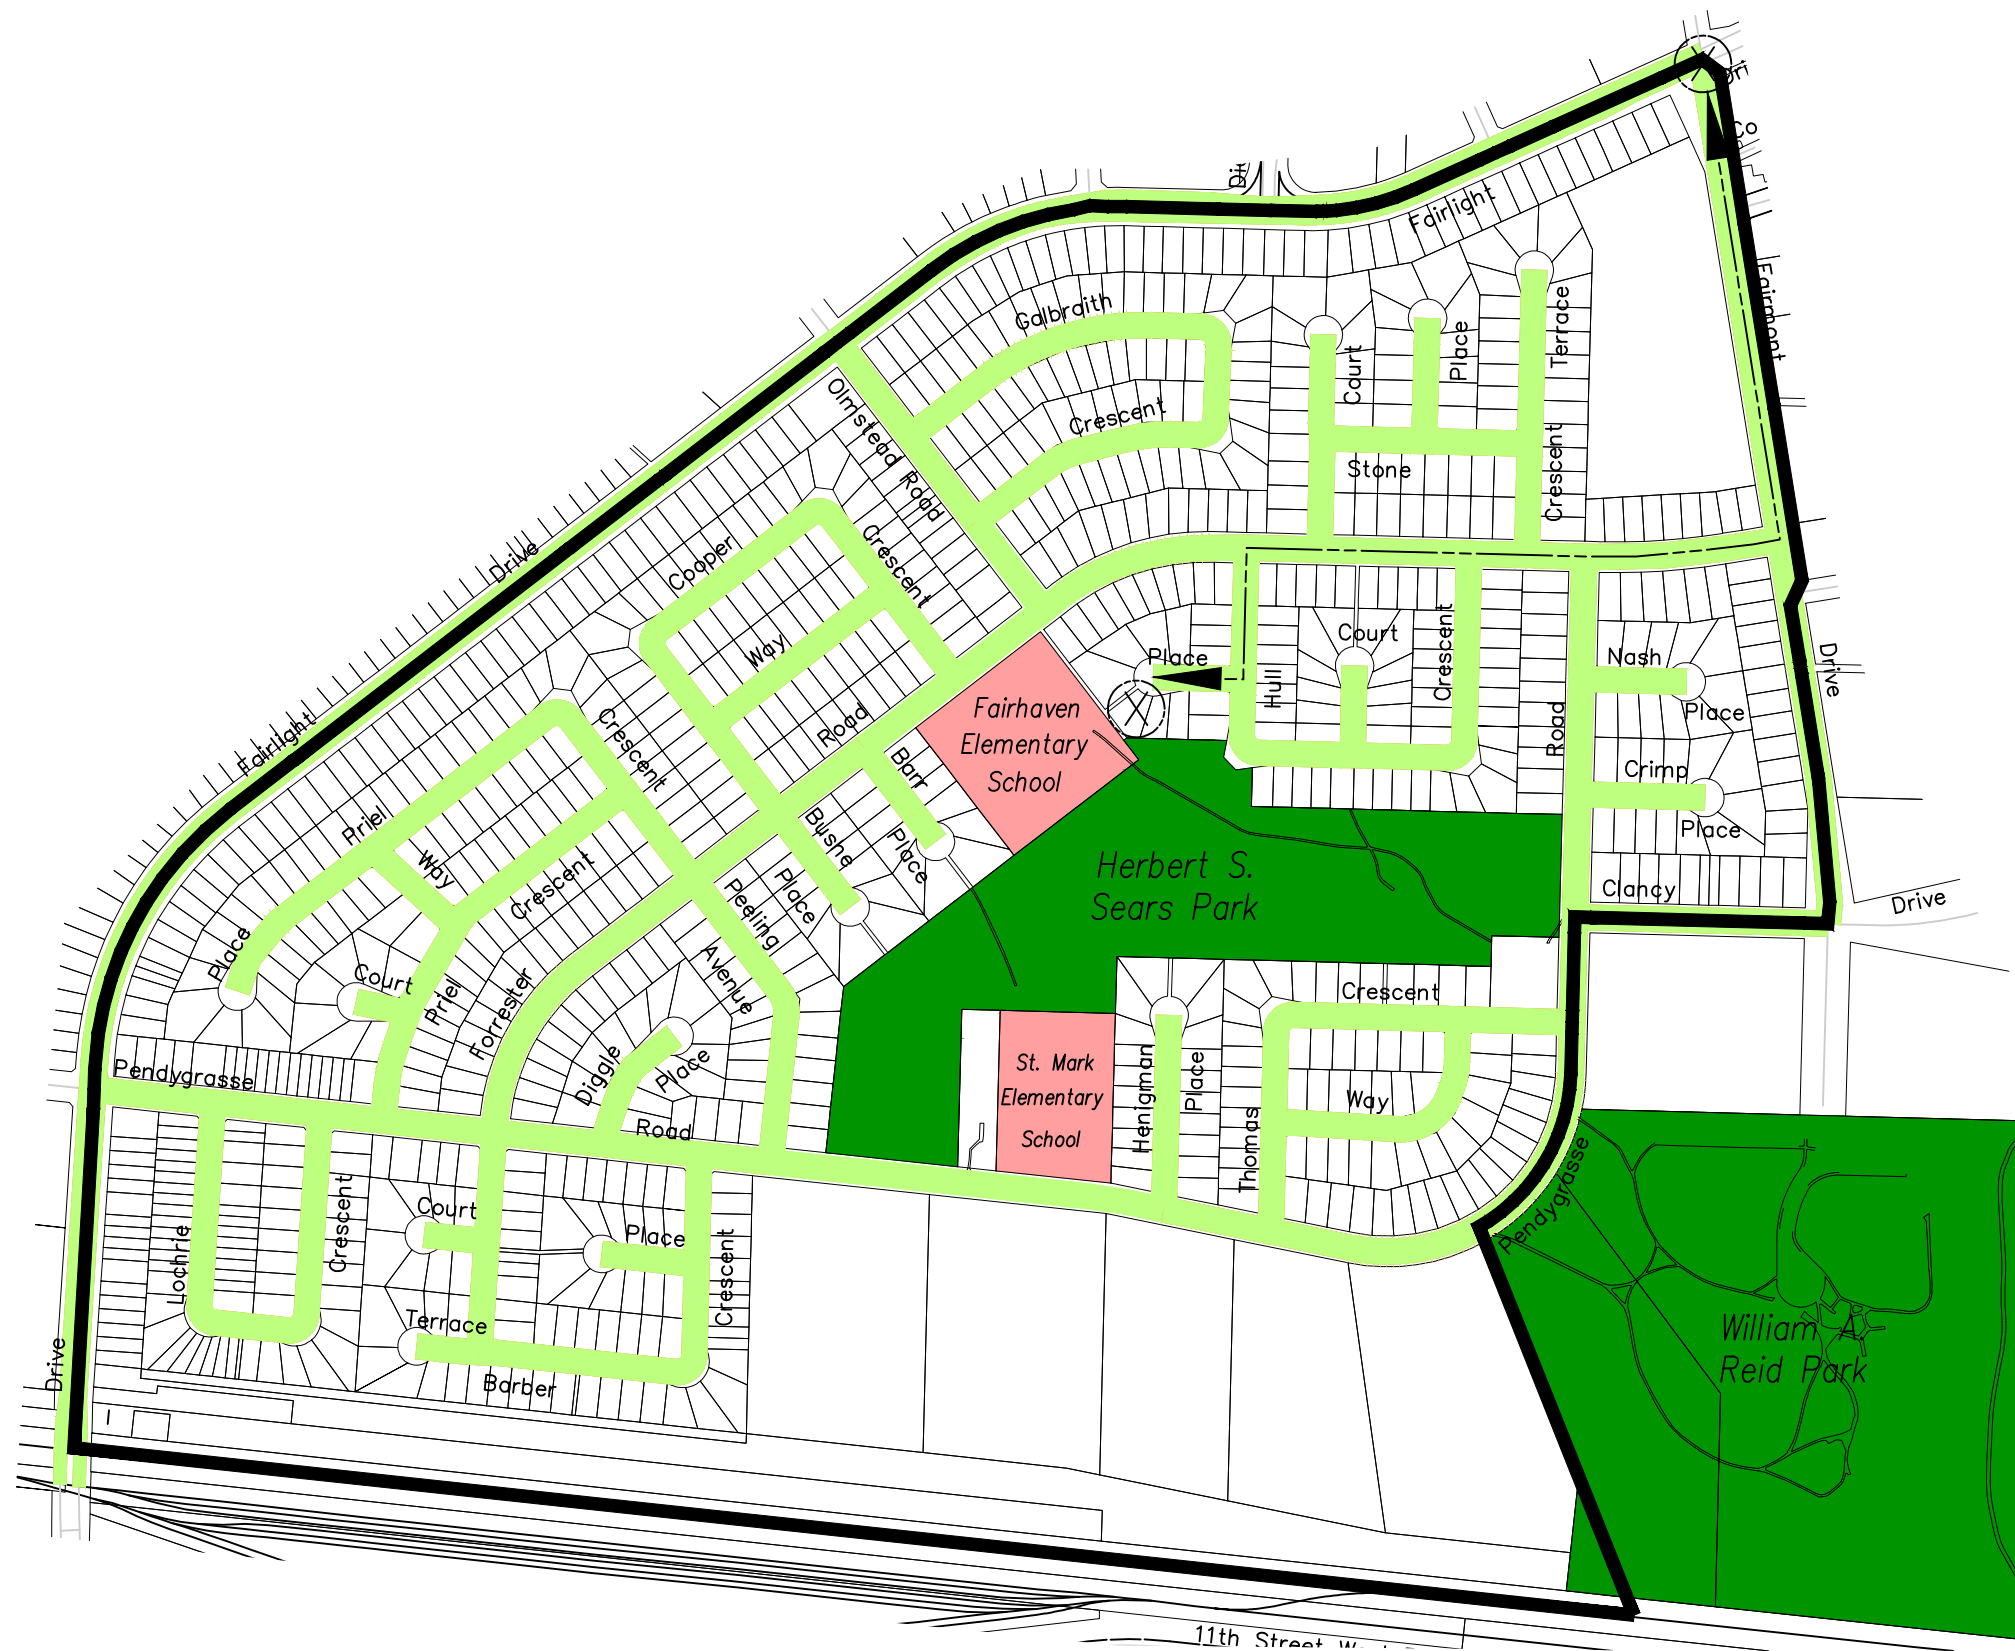 Dri
Co
Fairlight
Fairmont
Galbraith
Terrace
Place
Court
Olmstead Road
Crescent
Crescent
Stone
Drive
Cooper
Crescent
Way
Place
Court
Crescent
Nash
Drive
Hull
Place
Road
Fairhaven
Elementary
School
Fairlight
Crescent
Road
Barr
Place
Crimp
Place
Priel
Way
Crescent
Bushe
Place
Herbert S.
Sears Park
Clancy
Drive
Place
Court
Priel
Forrester
Peeling
Avenue
Crescent
Pendygrasse
Diggle
Place
Road
St. Mark
Elementary
School
Henigman
Place
Thomas
Way
Pendygrasse
Lochrie
Crescent
Court
Place
Crescent
Terrace
Barber
Drive
William A.
Reid Park
11th Street